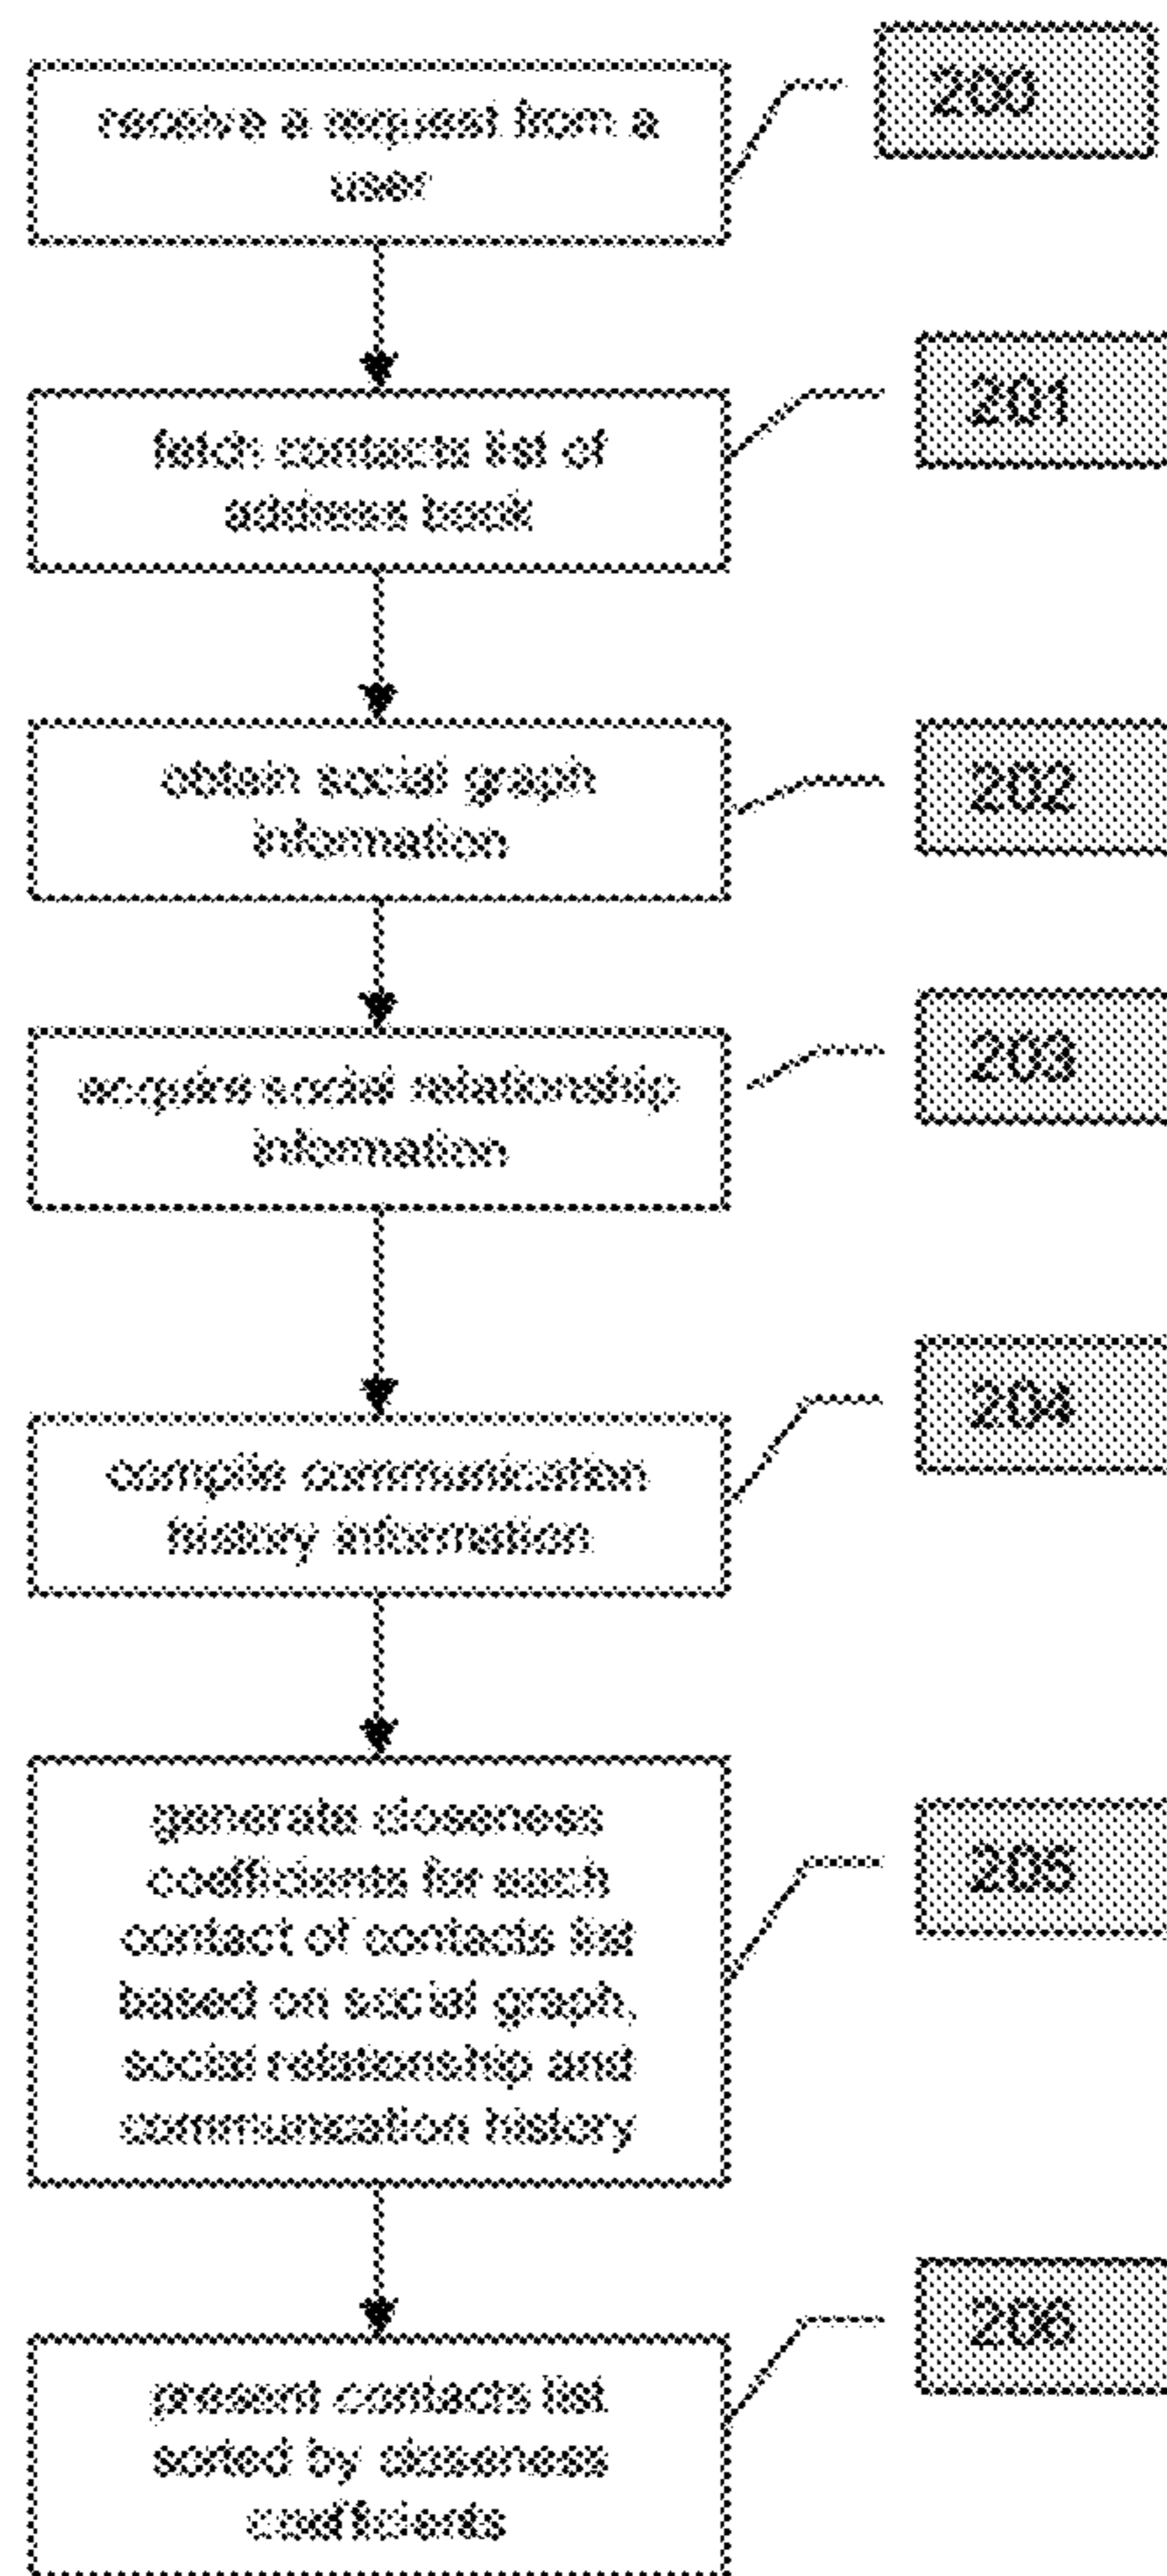 receive a request from a
user
200
fetch contacts list of
address book
201
obtain social graph
information
202
acquire social relationship
information
203
compile communication
history information
204
generate closeness
coefficients for each
contact of contacts list
based on social graph,
social relationship and
communication history
205
present contacts list
sorted by closeness
coefficients
206